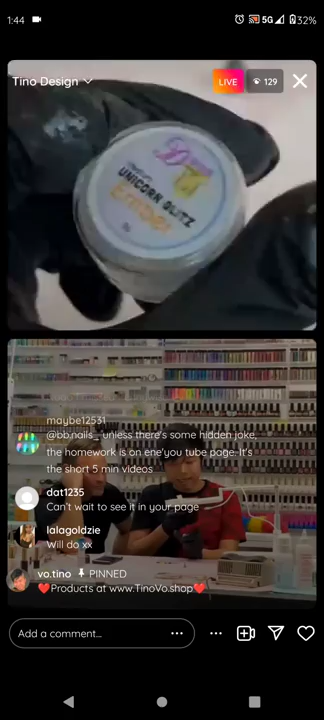 1:44
5G
32%
Tino Design
LIVE
129
UNICORN GLITZ
Ember
maybe12531
@bb.nails_ unless there's some hidden joke,
the homework is on ene'you tube page. It's
the short 5 min videos
dat1235
Can't wait to see it in your page
lalagoldzie
Will do xx
vo.tino PINNED
❤️Products at www.TinoVo.shop❤️
Add a comment...